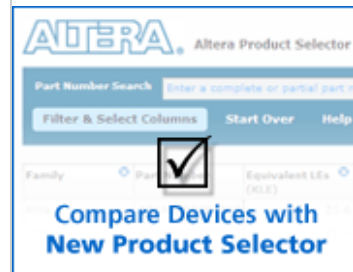 ALTERA. Altera Product Selector
Part Number Search Enter a complete or partial part
Filter & Select Columns Start Over Help
Family Equivalent LEs
(KLE)
Compare Devices with
New Product Selector